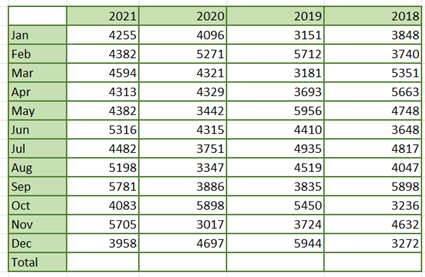 2021 2020 2019 2018
Jan 4255 4096 3151 3848
Feb 4382 5271 5712 3740
Mar 4594 4321 3181 5351
Apr 4313 4329 3693 5663
May 4382 3442 5956 4748
Jun 5316 4315 4410 3648
Jul 4482 3751 4935 4817
Aug 5198 3347 4519 4047
Sep 5781 3886 3835 5898
Oct 4083 5898 5450 3236
Nov 5705 3017 3724 4632
Dec 3958 4697 5944 3272
Total